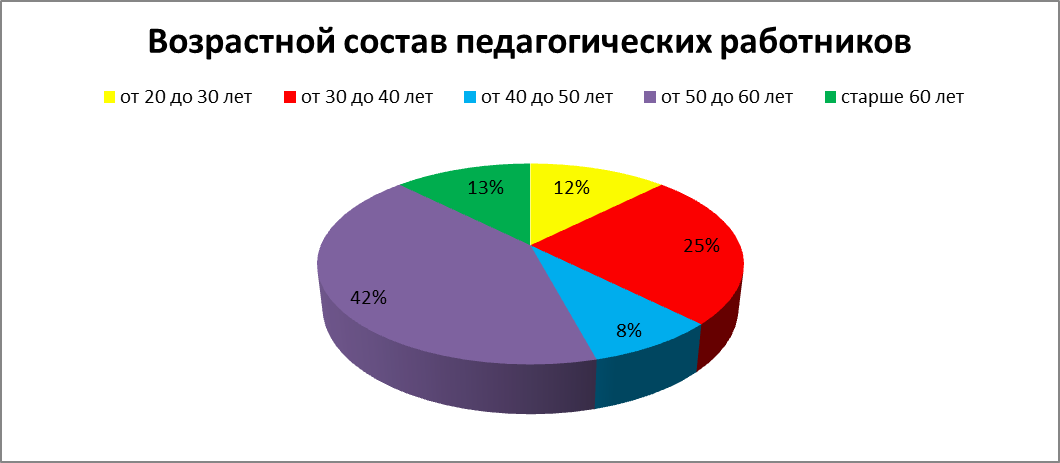 Возрастной состав педагогических работников
от 20 до 30 лет от 30 до 40 лет от 40 до 50 лет от 50 до 60 лет старше 60 лет
13% 12%
25%
42%
8%